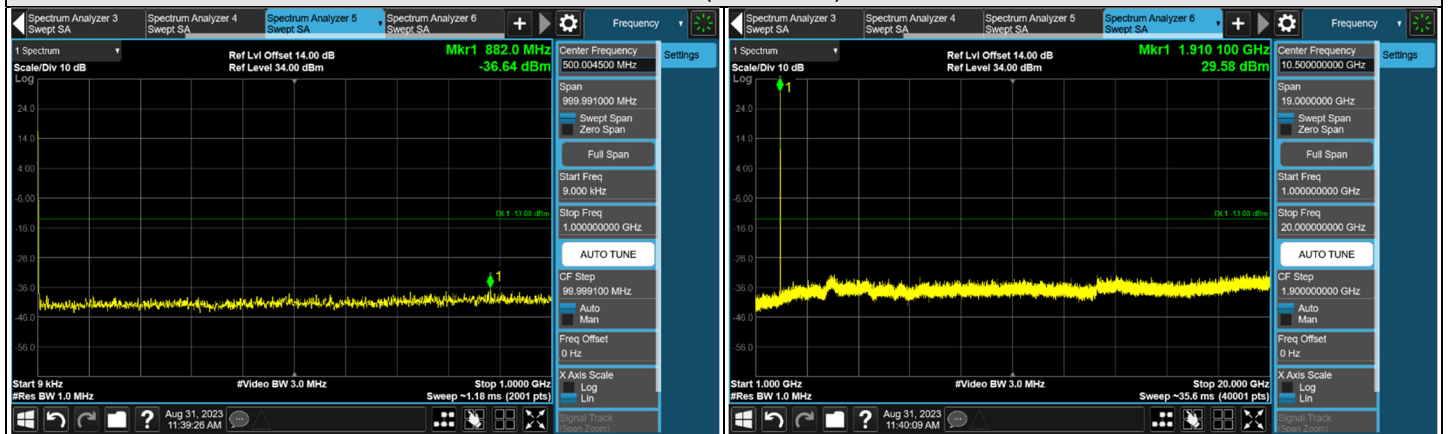 Spectrum Analyzer 3
Swept SA
Spectrum Analyzer 4
Swept SA
Spectrum Analyzer 5
Swept SA
Spectrum Analyzer 6
Swept SA
Frequency
1 Spectrum
Scale/Div 10 dB
Log
Ref Lvl Offset 14.00 dB
Ref Level 34.00 dBm
Mkr1 882.0 MHz
-36.64 dBm
24.0
14.0
4.00
-6.00
-16.0
-26.0
-36.0
-46.0
-56.0
DL1 -13.00 dBm
1
Start 9 kHz
#Res BW 1.0 MHz
#Video BW 3.0 MHz
Stop 1.0000 GHz
Sweep ~1.18 ms (2001 pts)
Center Frequency
500.004500 MHz
Span
999.991000 MHz
Swept Span
Zero Span
Full Span
Start Freq
9.000 kHz
Stop Freq
1.000000000 GHz
AUTO TUNE
CF Step
99.999100 MHz
Auto
Man
Freq Offset
0 Hz
X Axis Scale
Log
Lin
Signal Track
(Span Zoom)
Settings
?
Aug 31, 2023
11:39:26 AM
Spectrum Analyzer 3
Swept SA
Spectrum Analyzer 4
Swept SA
Spectrum Analyzer 5
Swept SA
Spectrum Analyzer 6
Swept SA
Frequency
1 Spectrum
Scale/Div 10 dB
Log
Ref Lvl Offset 14.00 dB
Ref Level 34.00 dBm
Mkr1 1.910 100 GHz
29.58 dBm
1
24.0
14.0
4.00
-6.00
-16.0
-26.0
-36.0
-46.0
-56.0
DL1 -13.00 dBm
Start 1.000 GHz
#Res BW 1.0 MHz
#Video BW 3.0 MHz
Stop 20.000 GHz
Sweep ~35.6 ms (40001 pts)
Center Frequency
10.500000000 GHz
Span
19.0000000 GHz
Swept Span
Zero Span
Full Span
Start Freq
1.000000000 GHz
Stop Freq
20.000000000 GHz
AUTO TUNE
CF Step
1.900000000 GHz
Auto
Man
Freq Offset
0 Hz
X Axis Scale
Log
Lin
Signal Track
(Span Zoom)
Settings
?
Aug 31, 2023
11:40:09 AM